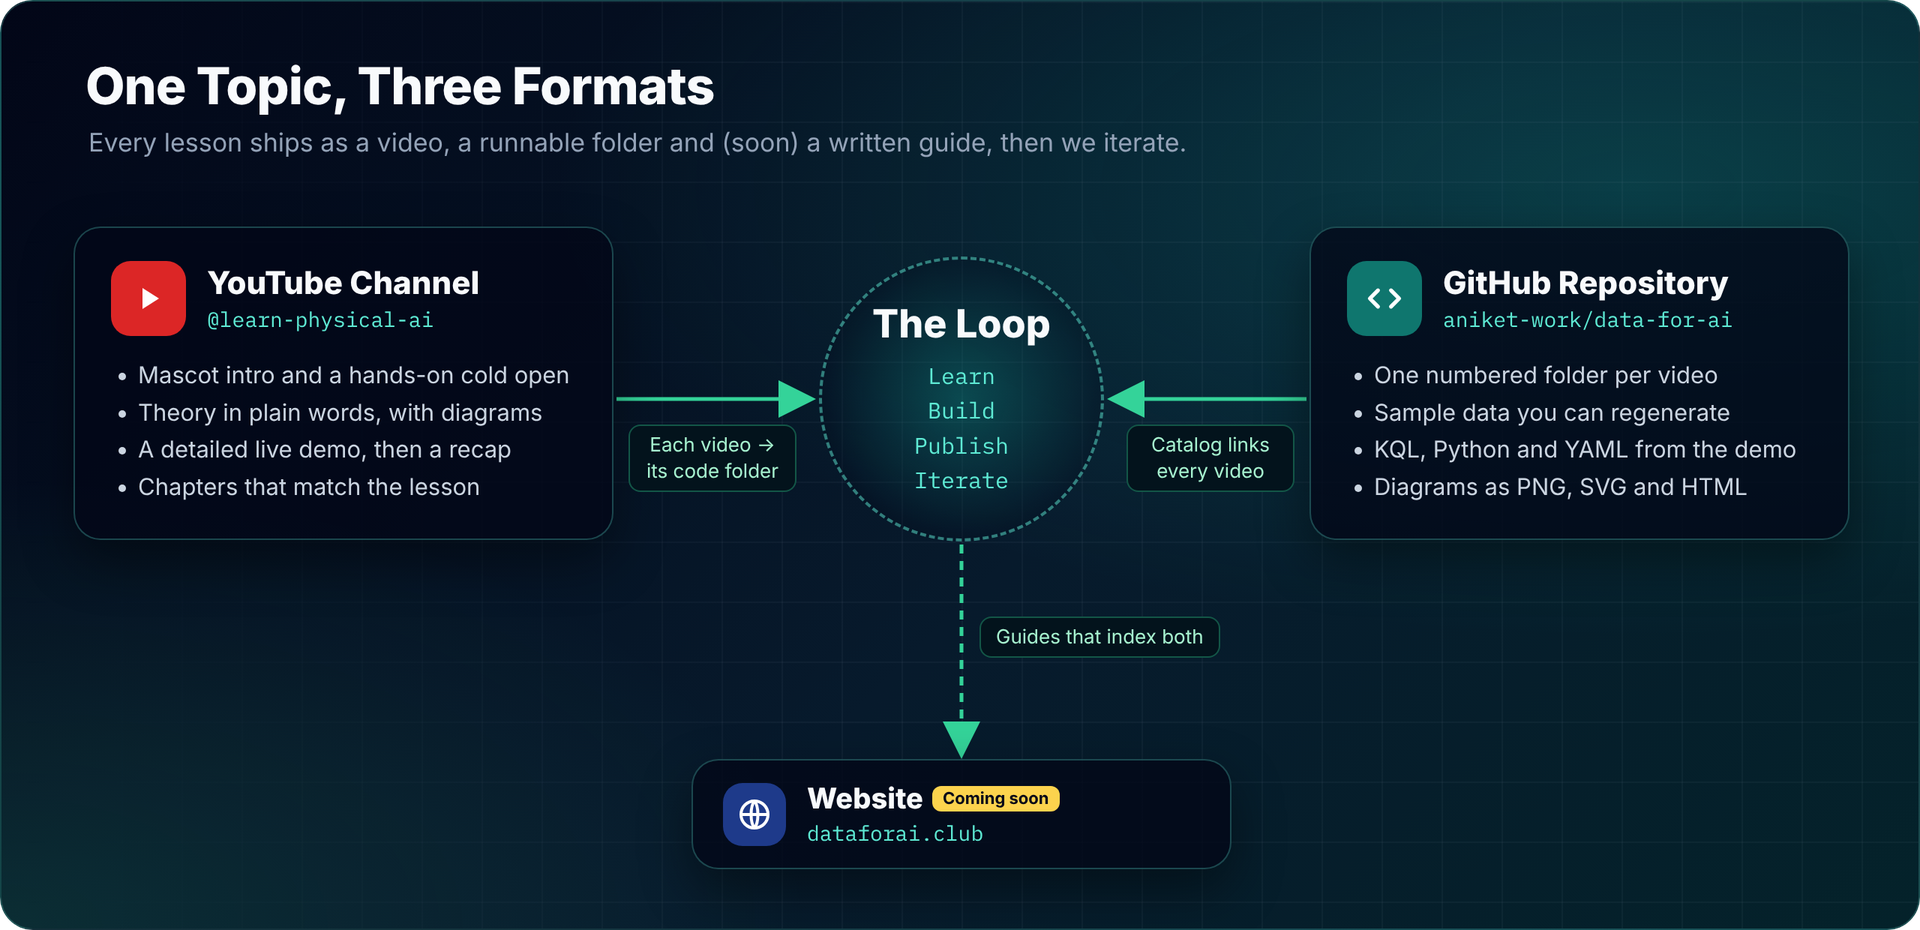 One Topic, Three Formats
Every lesson ships as a video, a runnable folder and (soon) a written guide, then we iterate.
YouTube Channel
@learn-physical-ai
• Mascot intro and a hands-on cold open
• Theory in plain words, with diagrams
• A detailed live demo, then a recap
• Chapters that match the lesson
Each video →
its code folder
The Loop
Learn
Build
Publish
Iterate
Catalog links
every video
GitHub Repository
aniket-work/data-for-ai
• One numbered folder per video
• Sample data you can regenerate
• KQL, Python and YAML from the demo
• Diagrams as PNG, SVG and HTML
Guides that index both
Website Coming soon
dataforai.club